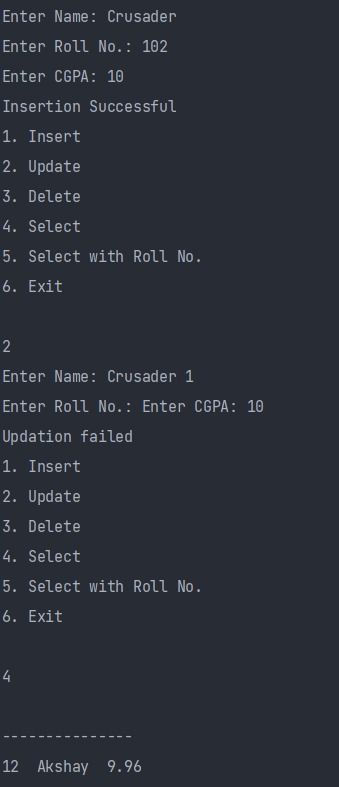 Enter Name: Crusader
Enter Roll No.: 102
Enter CGPA: 10
Insertion Successful
1. Insert
2. Update
3. Delete
4. Select
5. Select with Roll No.
6. Exit
2
Enter Name: Crusader 1
Enter Roll No.: Enter CGPA: 10
Updation failed
1. Insert
2. Update
3. Delete
4. Select
5. Select with Roll No.
6. Exit
4
---------------
12  Akshay  9.96